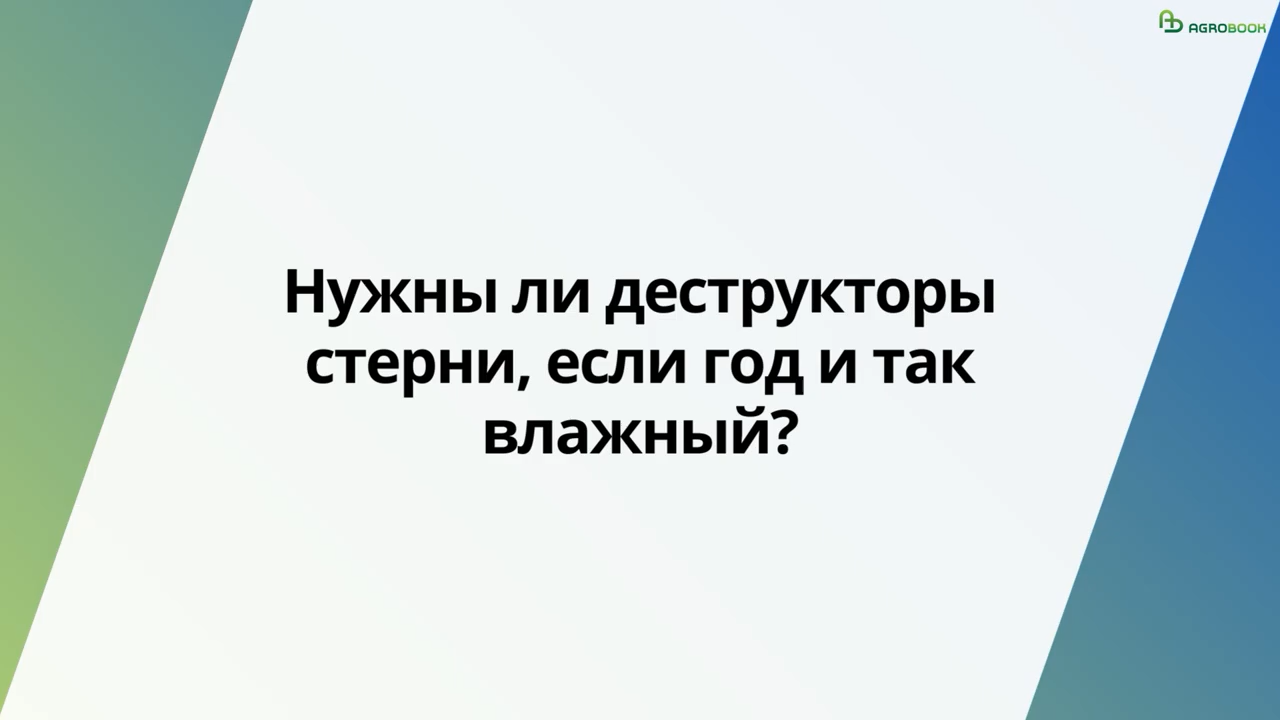 AGROBOOK
Нужны ли деструкторы
стерни, если год и так
влажный?